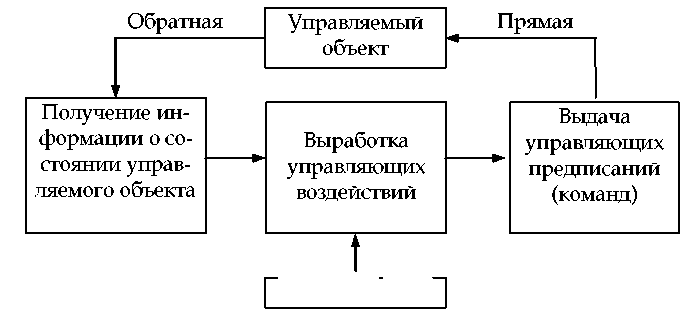 Обратная
Управляемый
объект
Прямая
Получение ин-
формации о со-
стоянии управ-
ляемого объекта
Выработка
управляющих
воздействий
Выдача
управляющих
предписаний
(команд)